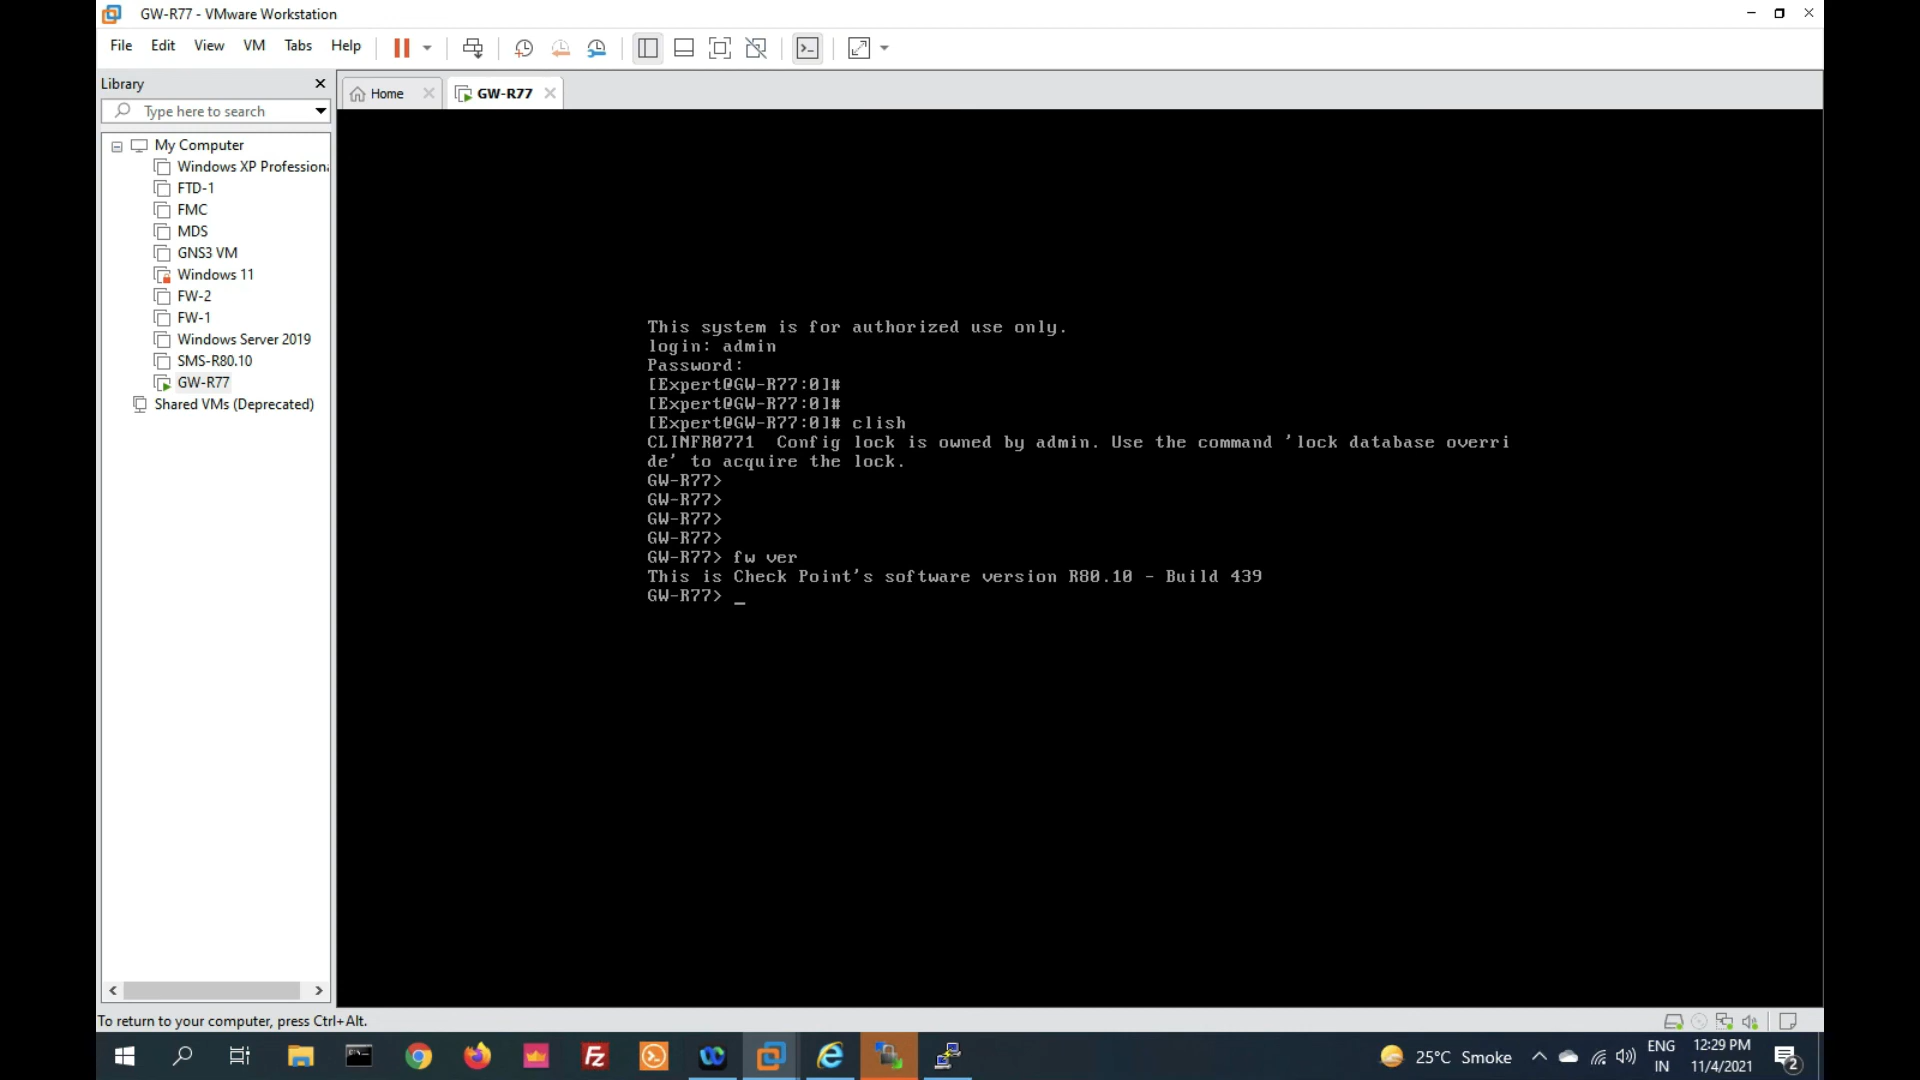 GW-R77 - VMware Workstation
File Edit View VM Tabs Help
Library
Type here to search
Home
GW-R77
My Computer
Windows XP Professiona
FTD-1
FMC
MDS
GNS3 VM
Windows 11
FW-2
FW-1
Windows Server 2019
SMS-R80.10
GW-R77
Shared VMs (Deprecated)
This system is for authorized use only.
login: admin
Password:
[Expert@GW-R77:0]#
[Expert@GW-R77:0]#
[Expert@GW-R77:0]# clish
CLINFR0771  Config lock is owned by admin. Use the command 'lock database overri
de' to acquire the lock.
GW-R77>
GW-R77>
GW-R77>
GW-R77>
GW-R77> fw ver
This is Check Point's software version R80.10 - Build 439
GW-R77> _
To return to your computer, press Ctrl+Alt.
25°C Smoke
ENG
IN
12:29 PM
11/4/2021
2